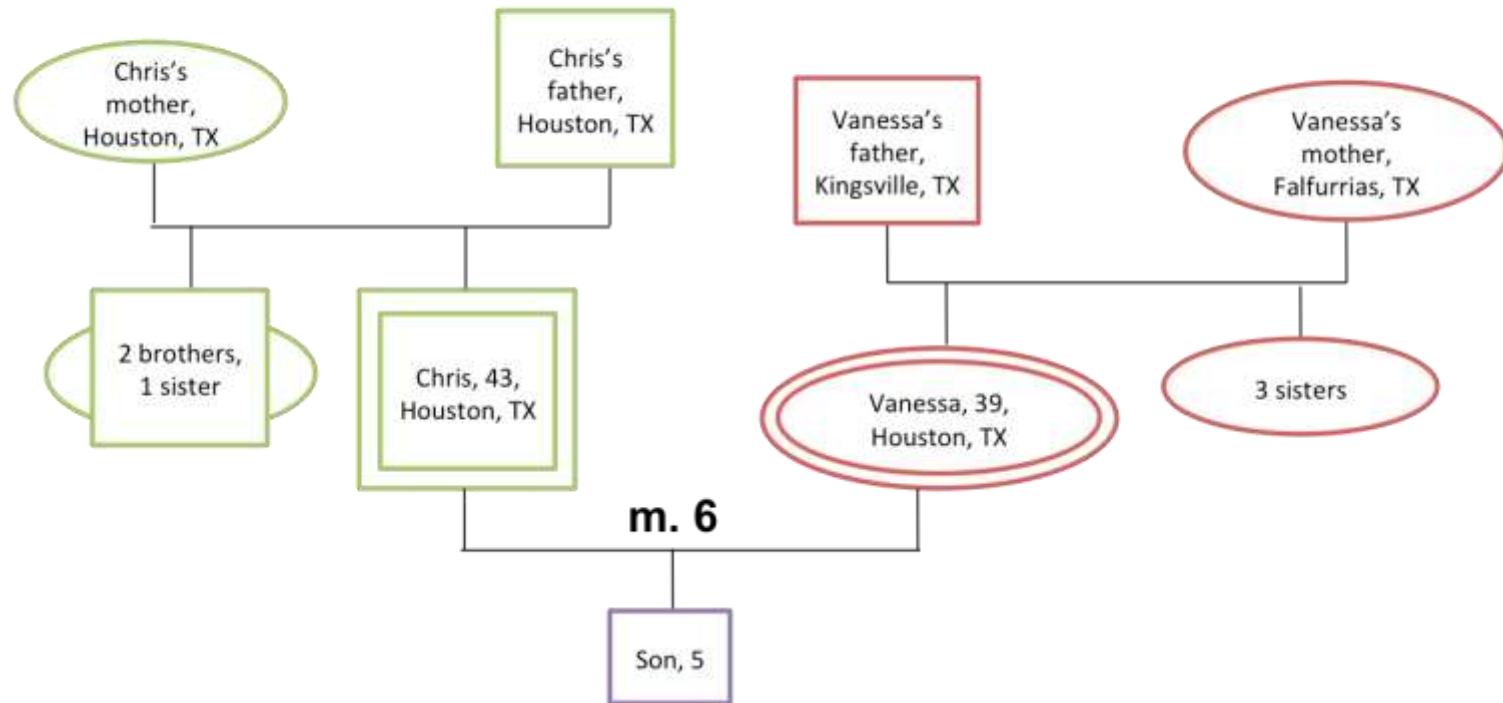 Chris's
mother,
Houston, TX
Chris's
father,
Houston, TX
Vanessa's
father,
Kingsville, TX
Vanessa's
mother,
Falfurrias, TX
2 brothers,
1 sister
Chris, 43,
Houston, TX
Vanessa, 39,
Houston, TX
3 sisters
m. 6
Son, 5